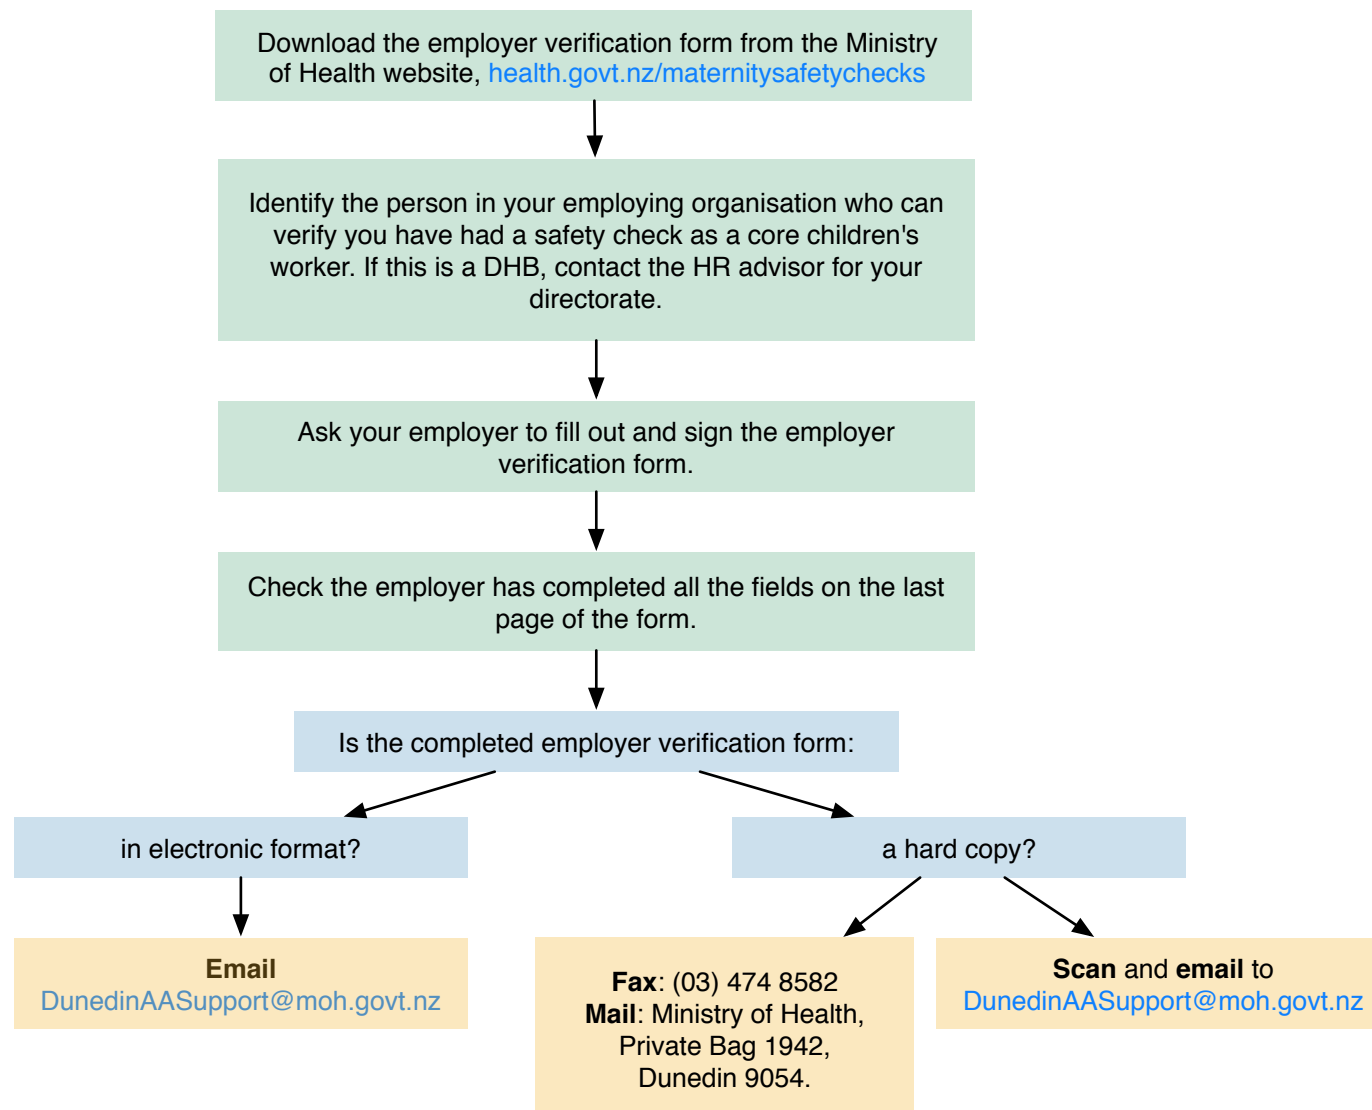 Download the employer verification form from the Ministry
of Health website, health.govt.nz/maternitysafetychecks
Identify the person in your employing organisation who can
verify you have had a safety check as a core children's
worker. If this is a DHB, contact the HR advisor for your
directorate.
Ask your employer to fill out and sign the employer
verification form.
Check the employer has completed all the fields on the last
page of the form.
Is the completed employer verification form:
in electronic format?
a hard copy?
Email
DunedinAASupport@moh.govt.nz
Fax: (03) 474 8582
Mail: Ministry of Health,
Private Bag 1942,
Dunedin 9054.
Scan and email to
DunedinAASupport@moh.govt.nz